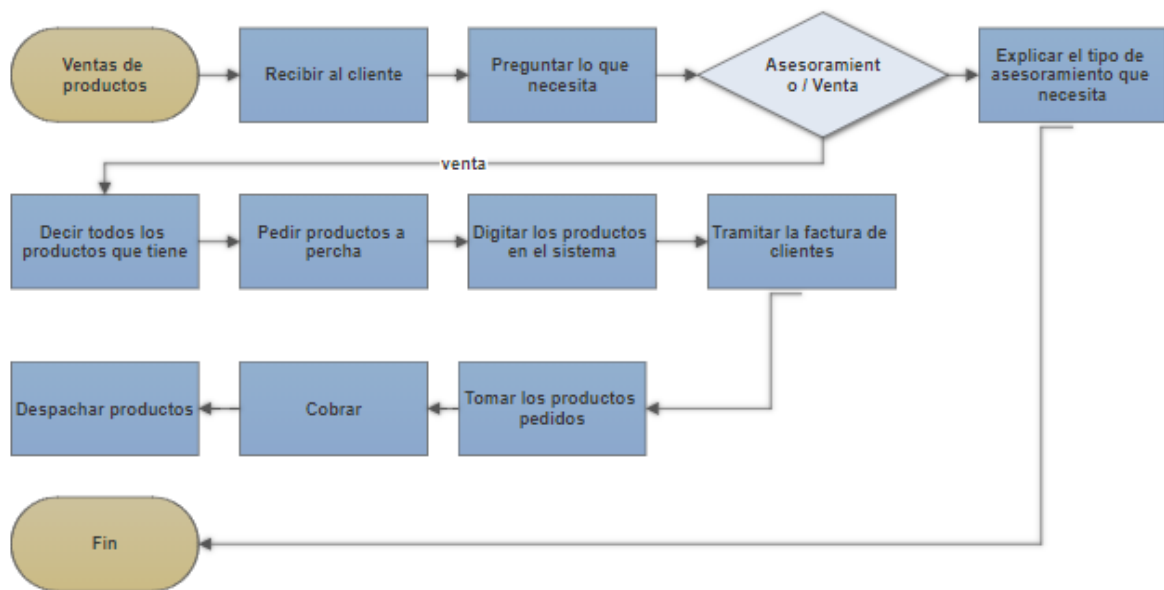 Ventas de
productos
Recibir al cliente
Preguntar lo que
necesita
Asesoramient
o / Venta
Explicar el tipo de
asesoramiento que
necesita
venta
Decir todos los
productos que tiene
Pedir productos a
percha
Digitar los productos
en el sistema
Tramitar la factura de
clientes
Despachar productos
Cobrar
Tomar los productos
pedidos
Fin